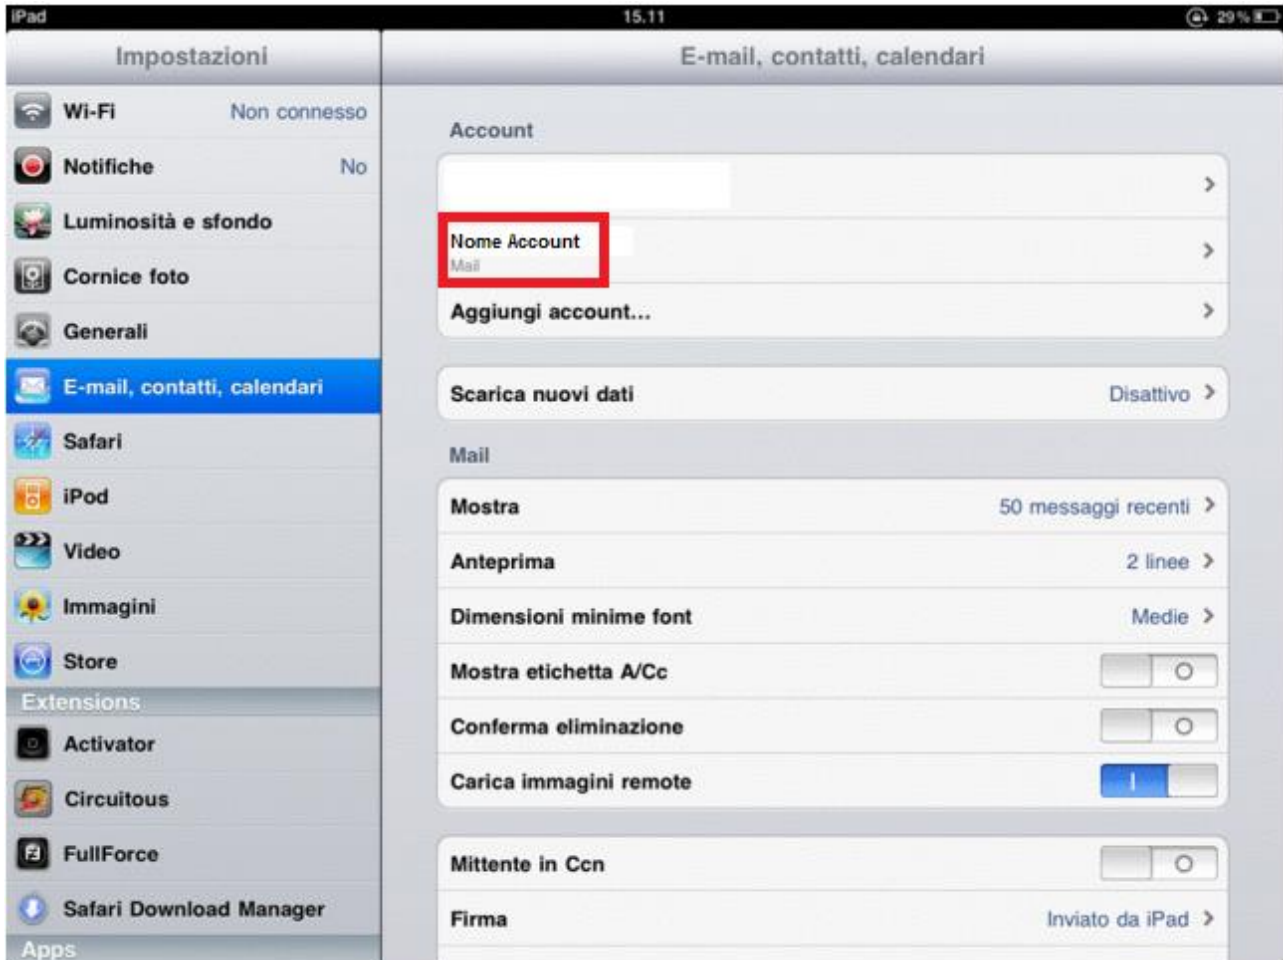 iPad 15.11 29%
Impostazioni
E-mail, contatti, calendari
Wi-Fi Non connesso
Notifiche No
Luminosità e sfondo
Cornice foto
Generali
E-mail, contatti, calendari
Safari
iPod
Video
Immagini
Store
Extensions
Activator
Circuitous
FullForce
Safari Download Manager
Apps
Account
Nome Account
Mail
Aggiungi account...
Scarica nuovi dati Disattivo
Mail
Mostra 50 messaggi recenti
Anteprima 2 linee
Dimensioni minime font Medie
Mostra etichetta A/Cc
Conferma eliminazione
Carica immagini remote
Mittente in Ccn
Firma Inviato da iPad